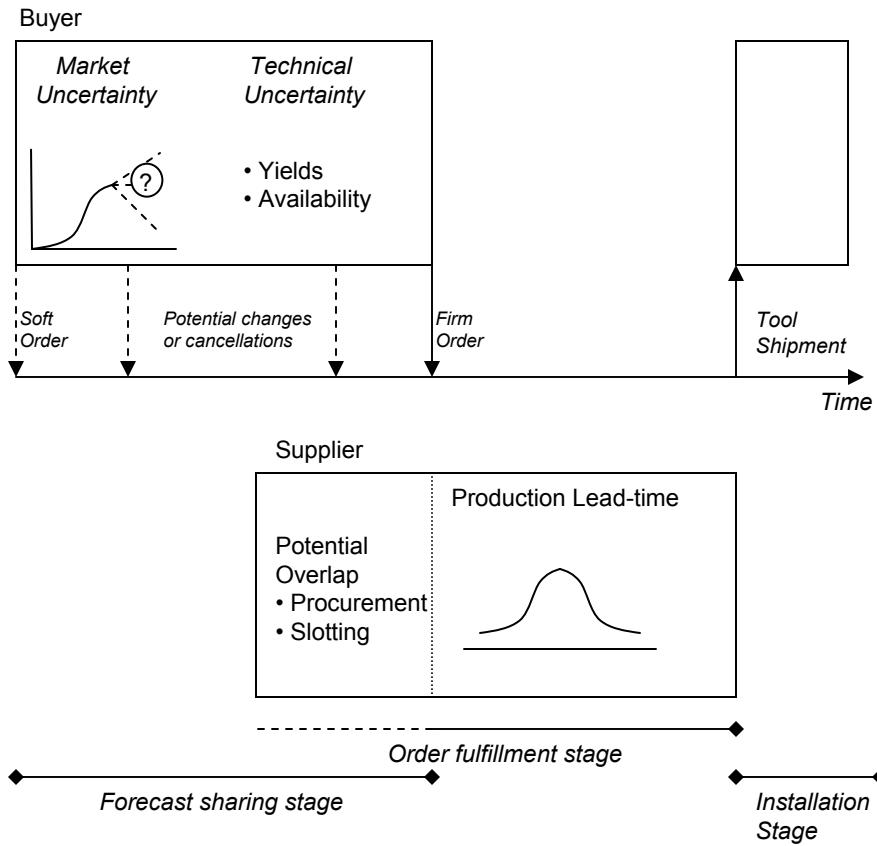 Buyer
Market
Uncertainty
Technical
Uncertainty
?
• Yields
• Availability
Soft
Order
Potential changes
or cancellations
Firm
Order
Tool
Shipment
Time
Supplier
Production Lead-time
Potential
Overlap
• Procurement
• Slotting
Order fulfillment stage
Forecast sharing stage
Installation
Stage